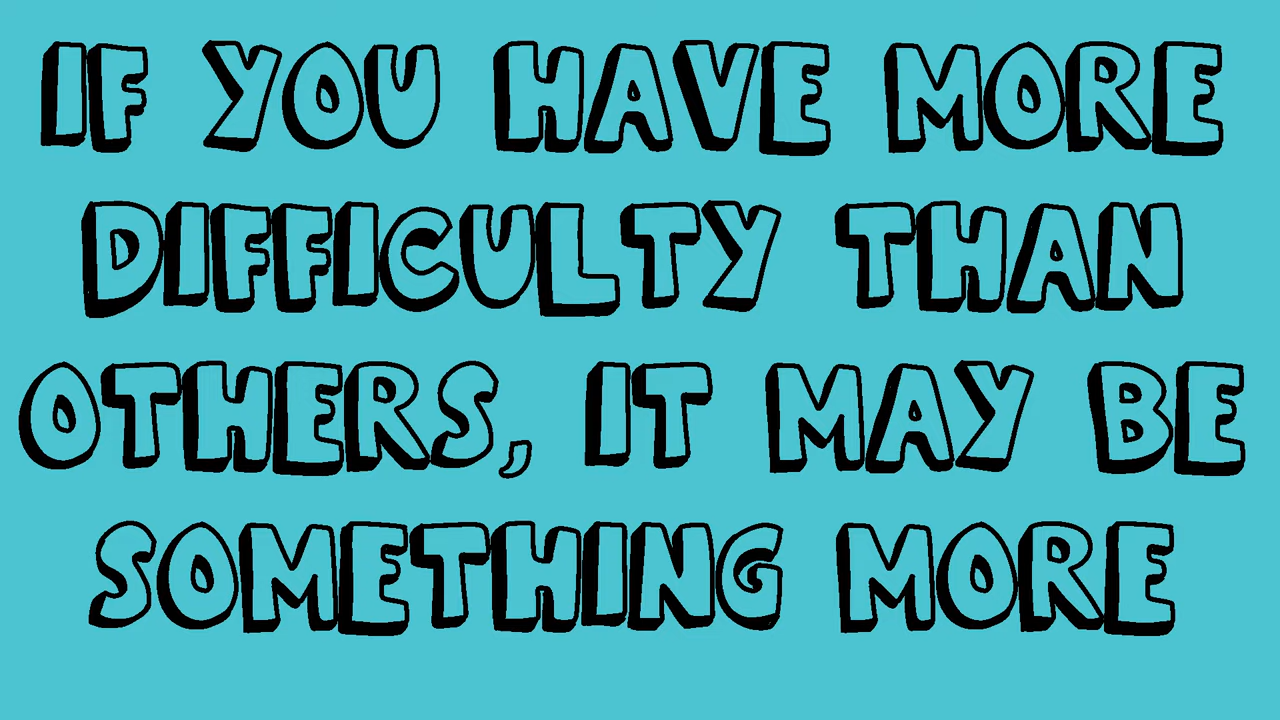 IF YOU HAVE MORE
DIFFICULTY THAN
OTHERS, IT MAY BE
SOMETHING MORE